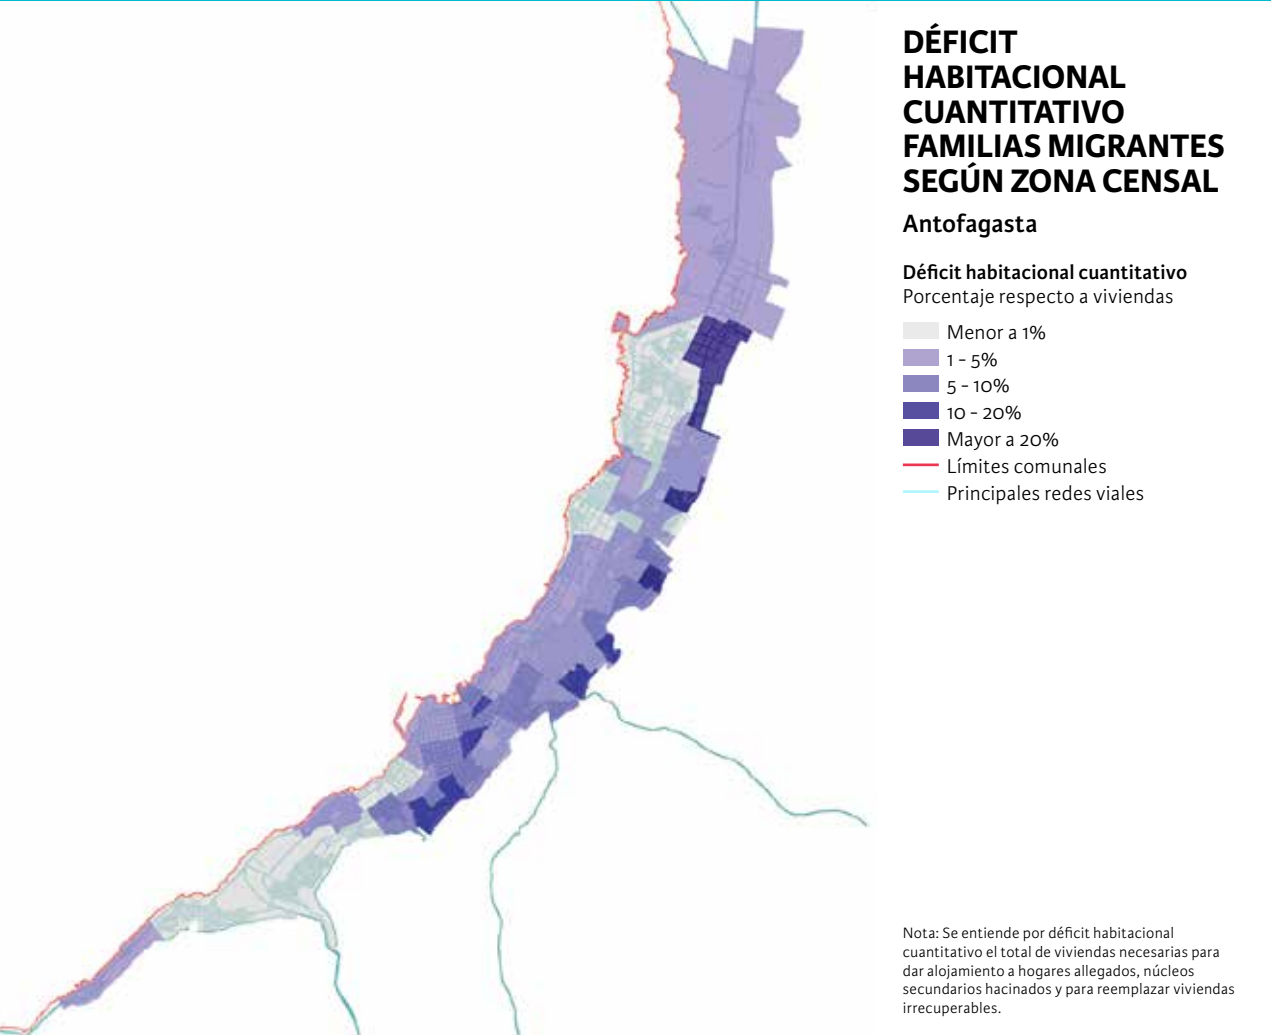 DÉFICIT
HABITACIONAL
CUANTITATIVO
FAMILIAS MIGRANTES
SEGÚN ZONA CENSAL
Antofagasta
Déficit habitacional cuantitativo
Porcentaje respecto a viviendas
Menor a 1%
1 - 5%
5 - 10%
10 - 20%
Mayor a 20%
Límites comunales
Principales redes viales
Nota: Se entiende por déficit habitacional
cuantitativo el total de viviendas necesarias para
dar alojamiento a hogares allegados, núcleos
secundarios hacinados y para reemplazar viviendas
irrecuperables.